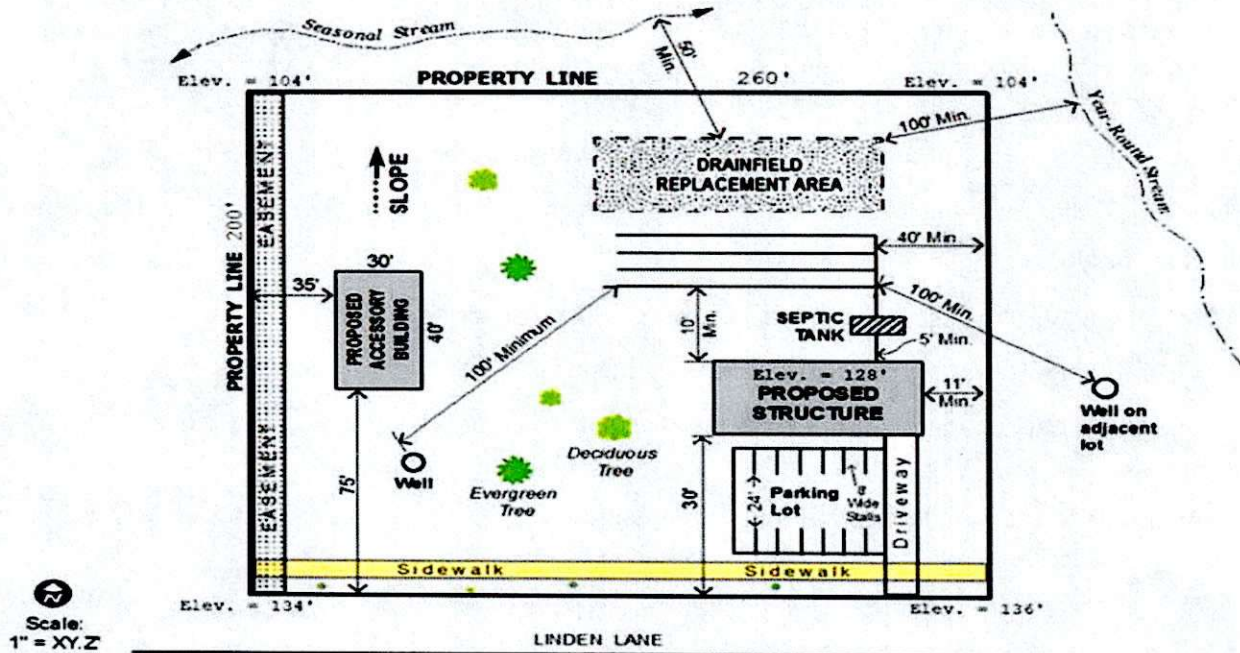 Seasonal Stream
50' Min.
Elev. = 104'
PROPERTY LINE
260'
Elev. = 104'
100' Min.
Year-Round Stream
EASEMENT
SLOPE
DRAINFIELD
REPLACEMENT AREA
PROPERTY LINE 200'
40' Min.
30'
35'
PROPOSED
ACCESSORY
BUILDING
40'
100' Minimum
10'
Min.
SEPTIC
TANK
100' Min.
5' Min.
Elev. = 128'
PROPOSED
STRUCTURE
11'
Min
Well on
adjacent
lot
Deciduous
Tree
Well
Evergreen
Tree
75'
30'
24'
Parking
Lot
8'
Wide
Stalls
Driveway
EASEMENT
Sidewalk
Sidewalk
Elev. = 134'
Elev. = 136'
N
Scale:
1" = XY.Z'
LINDEN LANE